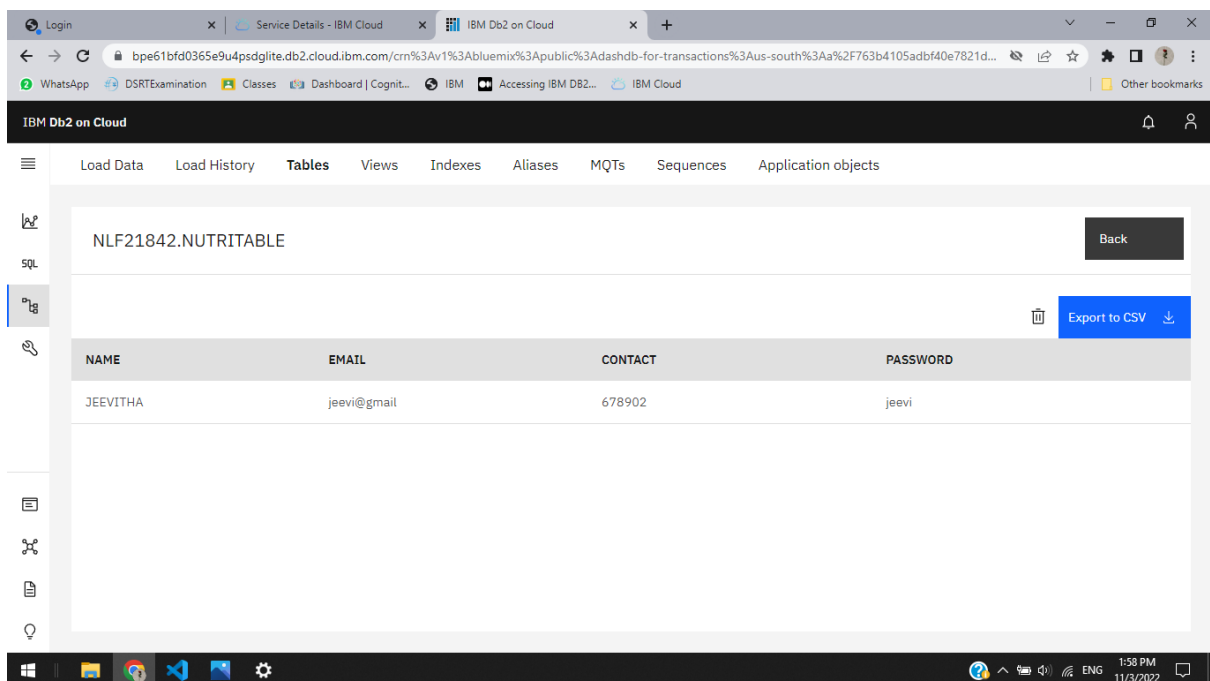 Login
Service Details - IBM Cloud
IBM Db2 on Cloud
bpe61bfd0365e9u4psdglite.db2.cloud.ibm.com/crn%3Av1%3Abluemix%3Apublic%3Adashdb-for-transactions%3Aus-south%3Aa%2F763b4105adbf40e7821d...
WhatsApp DSRTExamination Classes Dashboard | Cognit... IBM Accessing IBM DB2... IBM Cloud Other bookmarks
IBM Db2 on Cloud
Load Data Load History Tables Views Indexes Aliases MQTs Sequences Application objects
NLF21842.NUTRITABLE
Back
SQL
Export to CSV
NAME EMAIL CONTACT PASSWORD
JEEVITHA jeevi@gmail 678902 jeevi
ENG
1:58 PM
11/3/2022